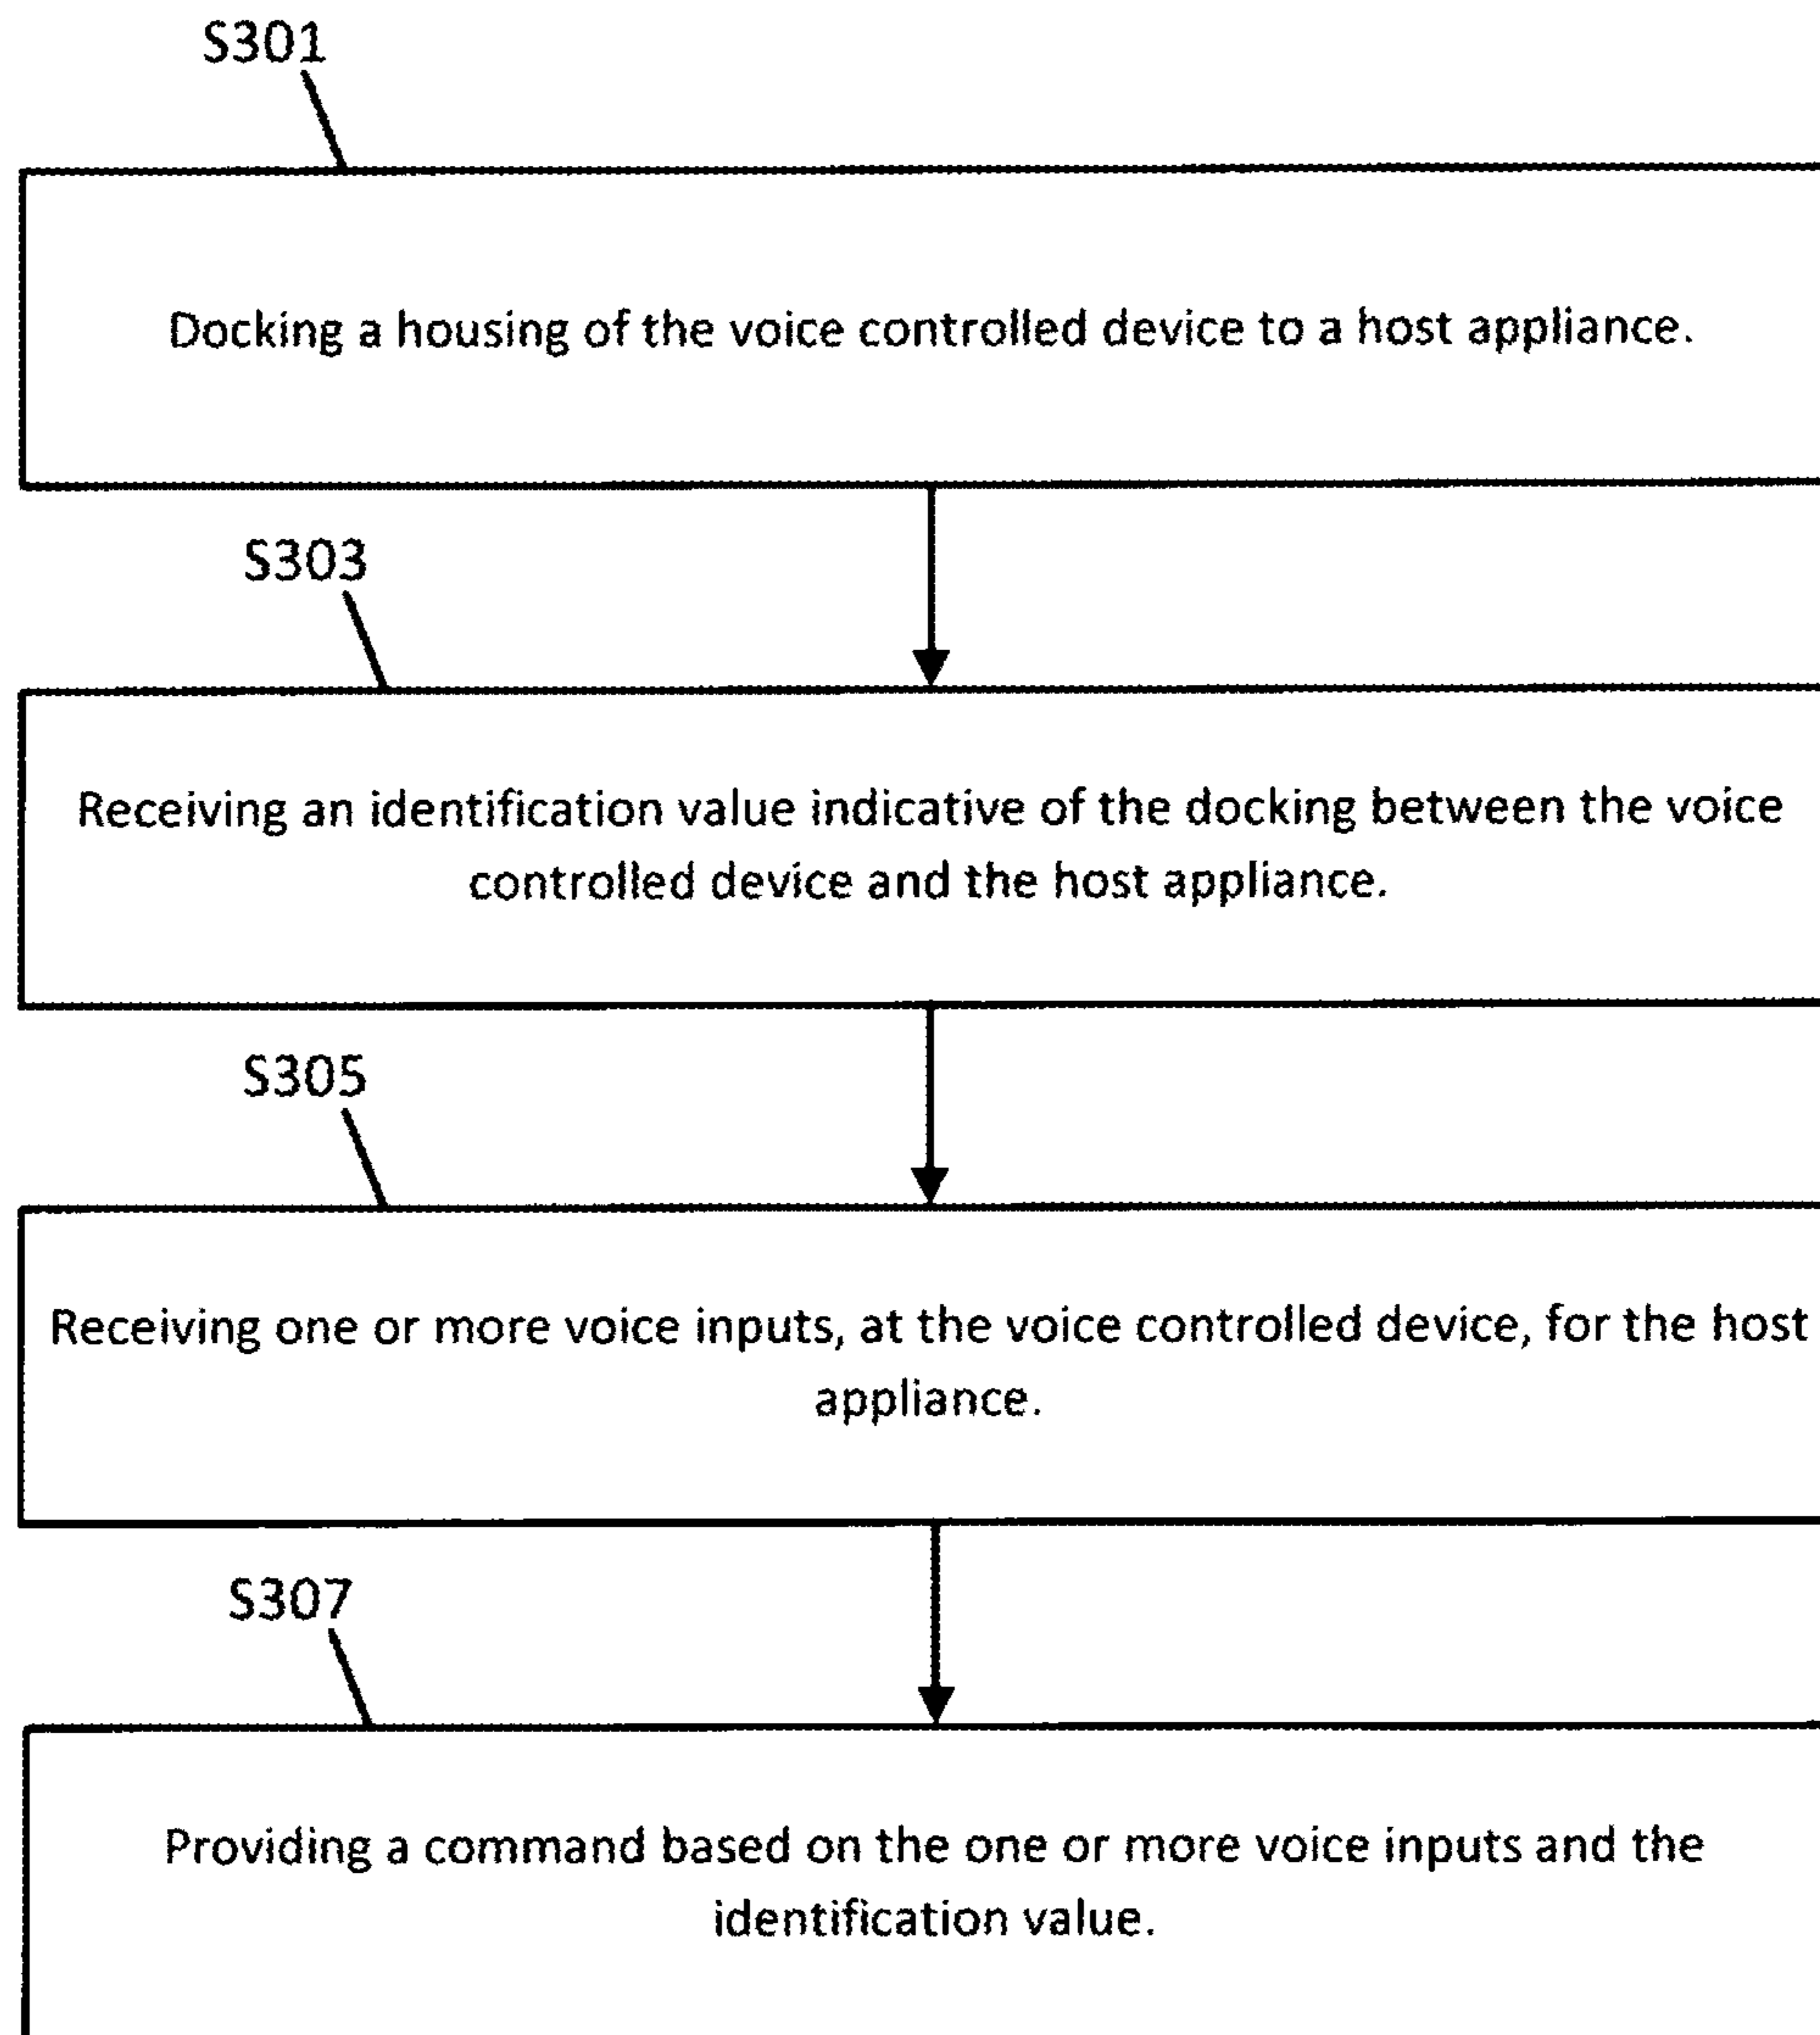 S301
Docking a housing of the voice controlled device to a host appliance.
S303
Receiving an identification value indicative of the docking between the voice
controlled device and the host appliance.
S305
Receiving one or more voice inputs, at the voice controlled device, for the host
appliance.
S307
Providing a command based on the one or more voice inputs and the
identification value.